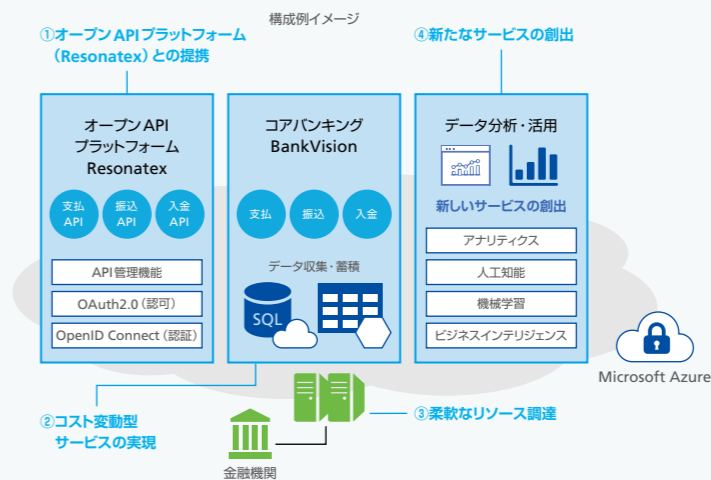 構成例イメージ
①オープンAPIプラットフォーム
(Resonatex)との提携
④新たなサービスの創出
オープンAPI
プラットフォーム
Resonatex
支払
API
振込
API
入金
API
API管理機能
OAuth2.0(認可)
OpenID Connect(認証)
コアバンキング
BankVision
支払
振込
入金
データ収集・蓄積
SQL
データ分析・活用
新しいサービスの創出
アナリティクス
人工知能
機械学習
ビジネスインテリジェンス
Microsoft Azure
②コスト変動型
サービスの実現
③柔軟なリソース調達
金融機関